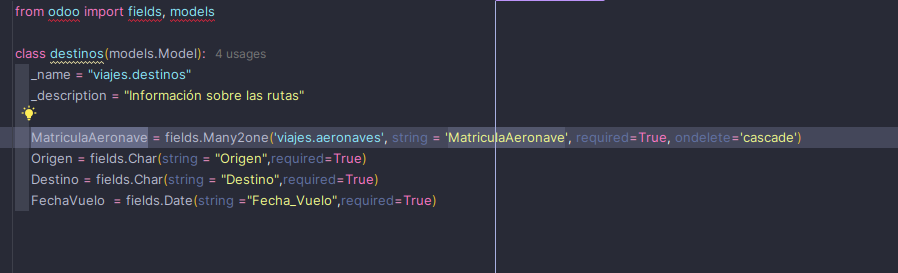 from odoo import fields, models
class destinos(models.Model): 4 usages
_name = "viajes.destinos"
_description = "Información sobre las rutas"
MatriculaAeronave = fields.Many2one('viajes.aeronaves', string = 'MatriculaAeronave', required=True, ondelete='cascade')
Origen = fields.Char(string = "Origen",required=True)
Destino = fields.Char(string = "Destino",required=True)
FechaVuelo  = fields.Date(string ="Fecha_Vuelo",required=True)